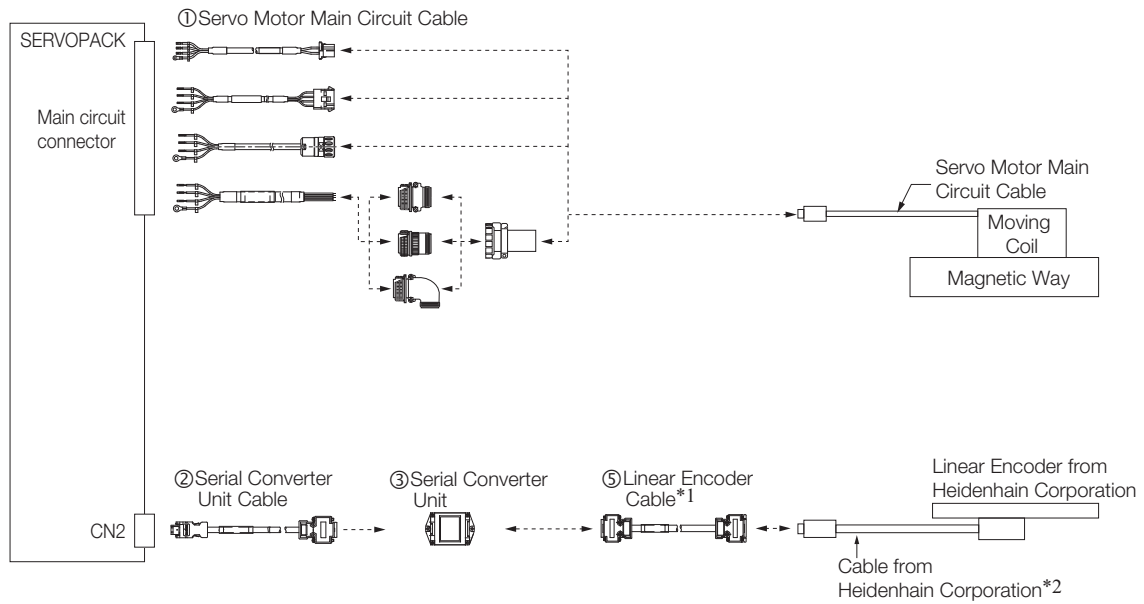 ①Servo Motor Main Circuit Cable
SERVOPACK
Main circuit
connector
Servo Motor Main
Circuit Cable
Moving
Coil
Magnetic Way
②Serial Converter
Unit Cable
③Serial Converter
Unit
⑤Linear Encoder
Cable*1
Linear Encoder from
Heidenhain Corporation
CN2
Cable from
Heidenhain Corporation*2